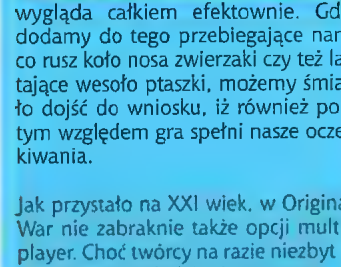 wygląda całkiem efektownie. Gd
dodamy do tego przebiegające nar
co rusz koło nosa zwierzaki czy też la
tające wesoło ptaszki, możemy śmia
ło dojść do wniosku, iż również po
tym względem gra spełni nasze ocze
kiwania.
Jak przystało na XXI wiek, w Origina
War nie zabraknie także opcji mult
player. Choć twórcy na razie niezbyt